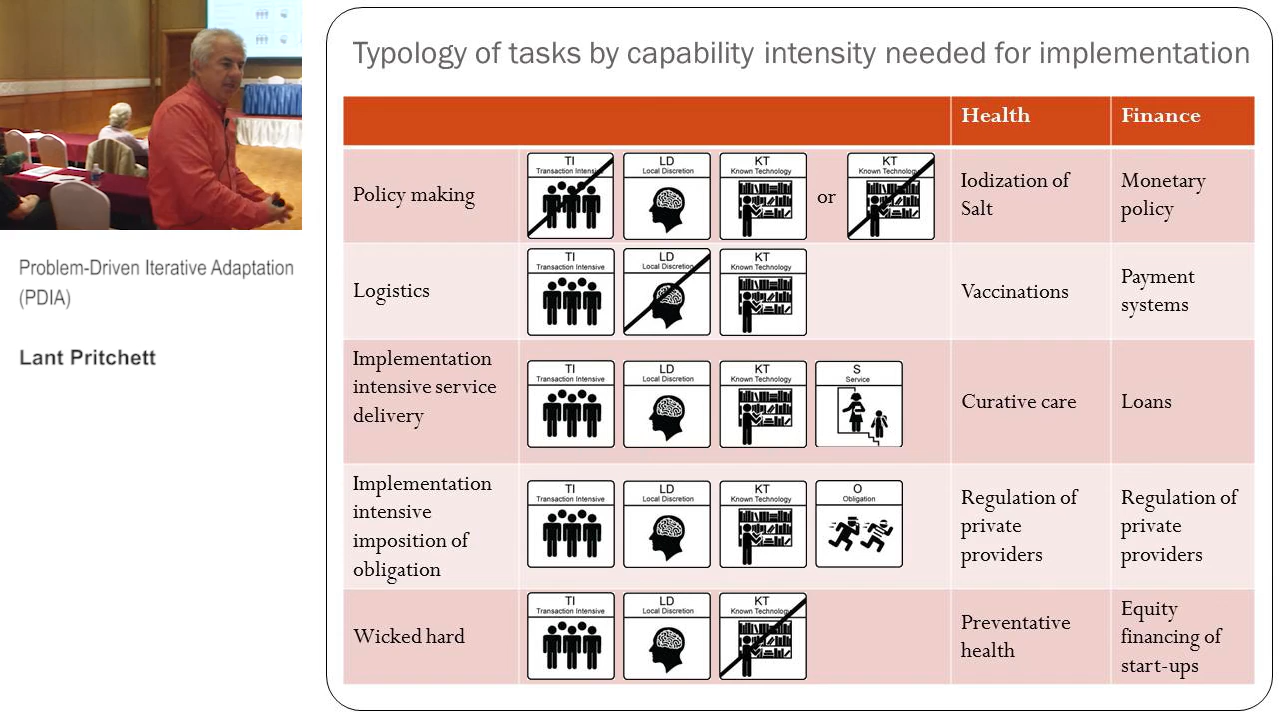 Typology of tasks by capability intensity needed for implementation
Problem-Driven Iterative Adaptation
(PDIA)
Lant Pritchett
Health
Finance
Policy making
TI
Transaction Intensive
LD
Local Discretion
KT
Known Technology
or
KT
Known Technology
Iodization of
Salt
Monetary
policy
Logistics
TI
Transaction Intensive
LD
Local Discretion
KT
Known Technology
Vaccinations
Payment
systems
Implementation
intensive service
delivery
TI
Transaction Intensive
LD
Local Discretion
KT
Known Technology
S
Service
Curative care
Loans
Implementation
intensive
imposition of
obligation
TI
Transaction Intensive
LD
Local Discretion
KT
Known Technology
O
Obligation
Regulation of
private
providers
Regulation of
private
providers
Wicked hard
TI
Transaction Intensive
LD
Local Discretion
KT
Known Technology
Preventative
health
Equity
financing of
start-ups